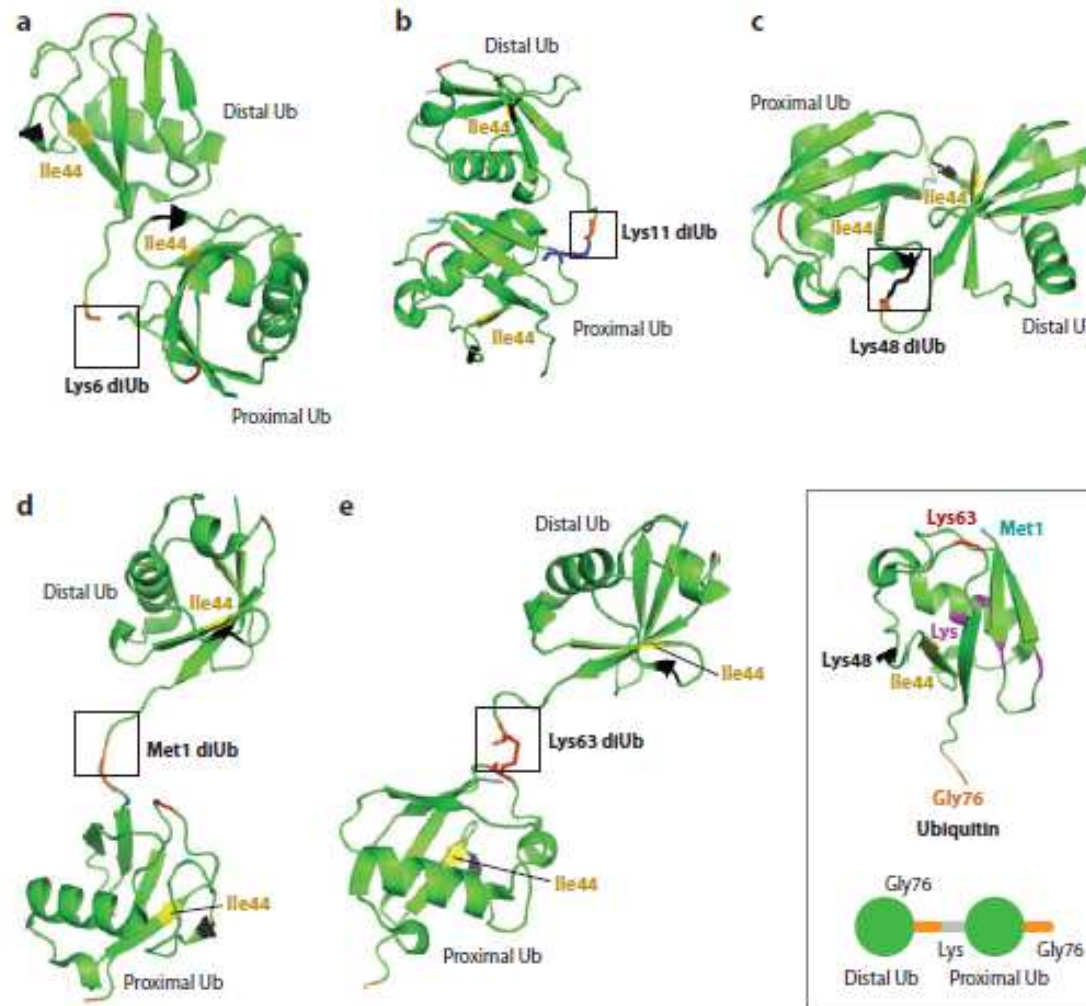 a
Distal Ub
Ile44
Ile44
Lys6 diUb
Proximal Ub
b
Distal Ub
Ile44
Lys11 diUb
Proximal Ub
Ile44
c
Proximal Ub
Ile44
Ile44
Lys48 diUb
Distal U
d
Distal Ub
Ile44
Met1 diUb
Ile44
Proximal Ub
e
Distal Ub
Ile44
Lys63 diUb
Ile44
Proximal Ub
Lys63
Met1
Lys
Lys48
Ile44
Gly76
Ubiquitin
Gly76
Lys
Gly76
Distal Ub
Proximal Ub